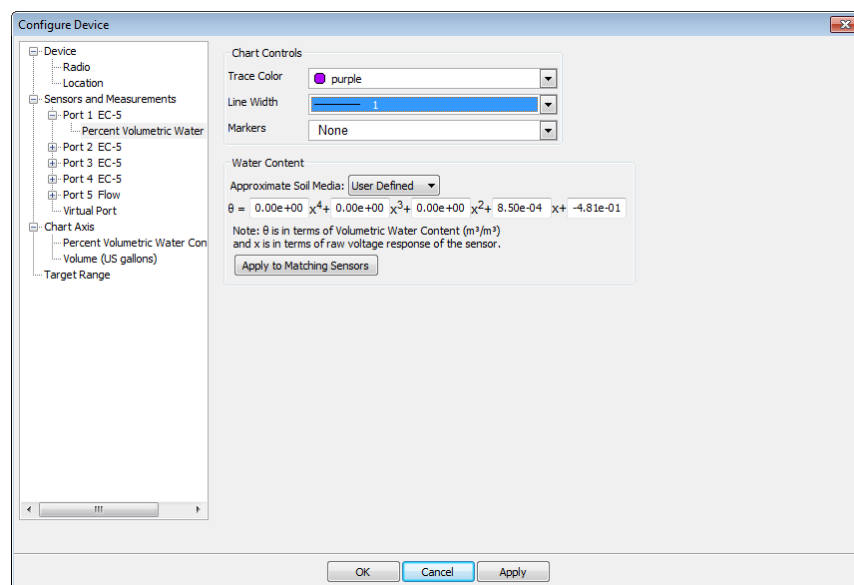 Configure Device
Device
Radio
Location
Sensors and Measurements
Port 1 EC-5
Percent Volumetric Water
Port 2 EC-5
Port 3 EC-5
Port 4 EC-5
Port 5 Flow
Virtual Port
Chart Axis
Percent Volumetric Water Con
Volume (US gallons)
Target Range
Chart Controls
Trace Color purple
Line Width 1
Markers None
Water Content
Approximate Soil Media: User Defined
θ = 0.00e+00 x⁴+ 0.00e+00 x³+ 0.00e+00 x²+ 8.50e-04 x+ -4.81e-01
Note: θ is in terms of Volumetric Water Content (m³/m³)
and x is in terms of raw voltage response of the sensor.
Apply to Matching Sensors
OK Cancel Apply